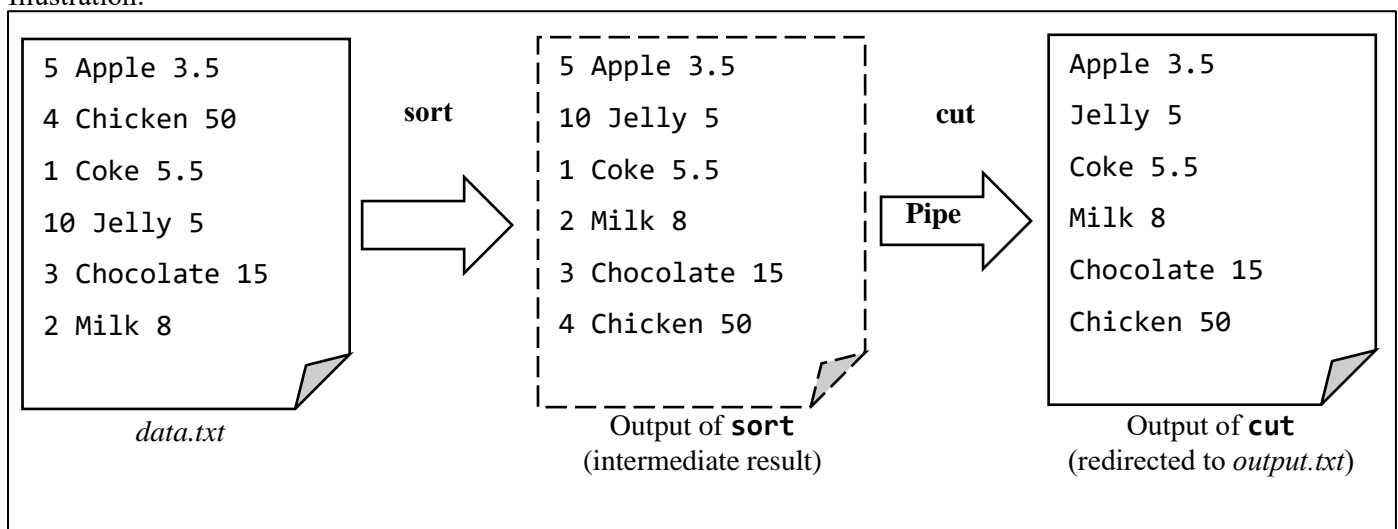 Illustration:
5 Apple 3.5
4 Chicken 50
1 Coke 5.5
10 Jelly 5
3 Chocolate 15
2 Milk 8
data.txt
sort
5 Apple 3.5
10 Jelly 5
1 Coke 5.5
2 Milk 8
3 Chocolate 15
4 Chicken 50
Output of sort
(intermediate result)
cut
Pipe
Apple 3.5
Jelly 5
Coke 5.5
Milk 8
Chocolate 15
Chicken 50
Output of cut
(redirected to output.txt)